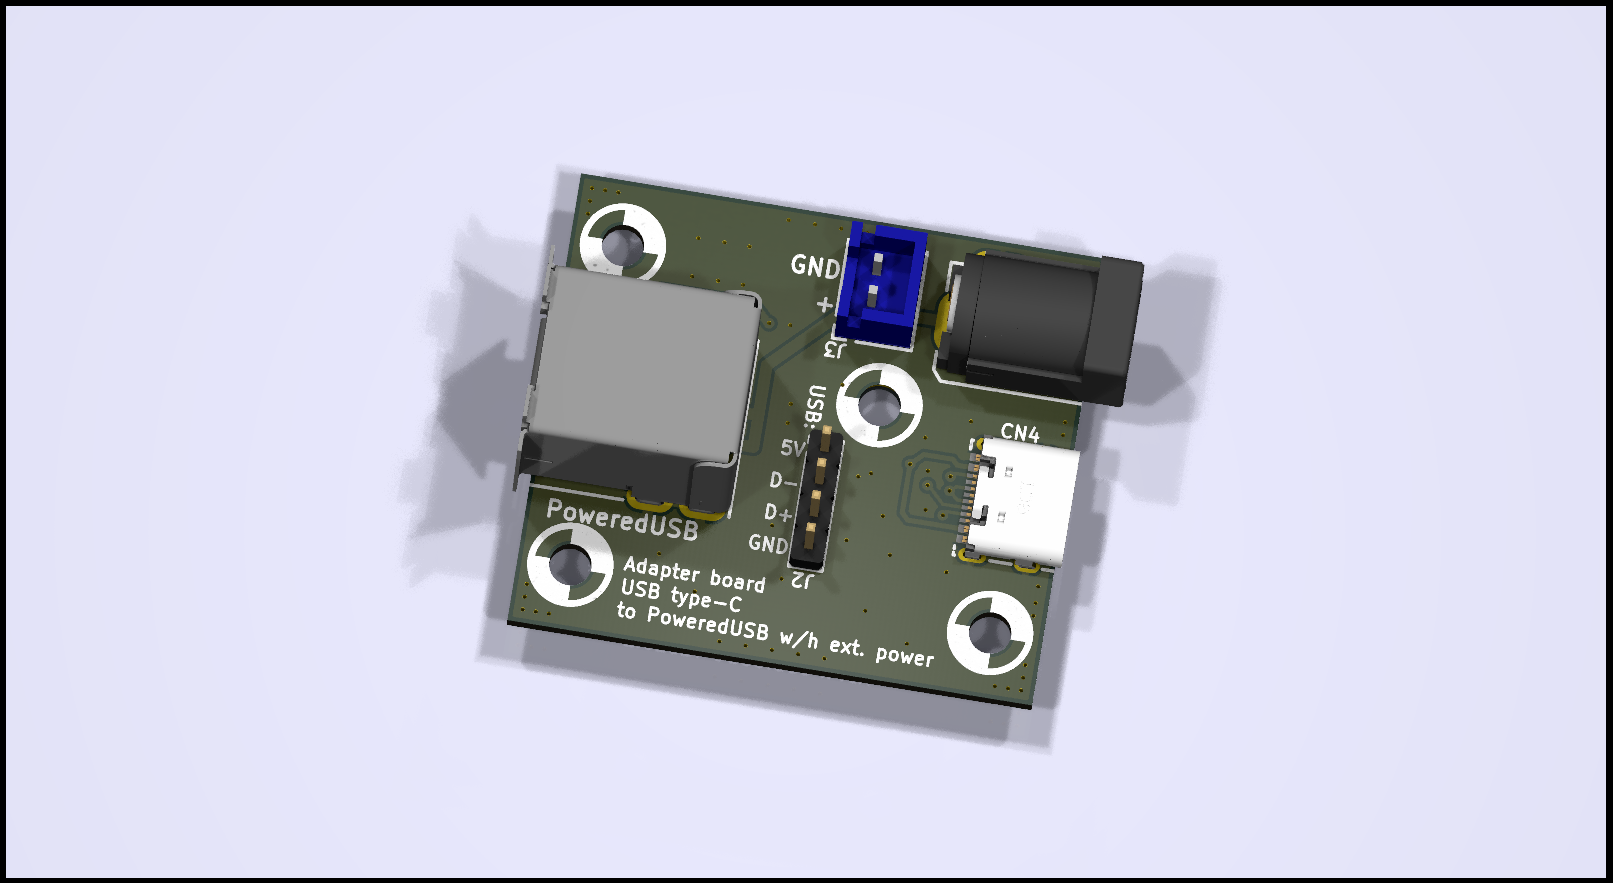 GND
+
J3
USB:
5V
D-
D+
GND
J2
CN4
PoweredUSB
Adapter board
USB type-C
to PoweredUSB w/h ext. power